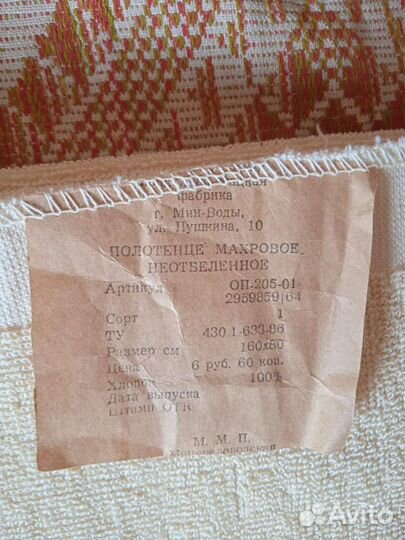 фабрика
г. Мин-Воды,
ул. Пушкина, 10
ПОЛОТЕНЦЕ МАХРОВОЕ
НЕОТБЕЛЕННОЕ
Артикул ОП-205-01
2959859/64
Сорт 1
ТУ 430.1-633-86
Размер см 160х80
Цена 6 руб. 60 коп.
Хлопок 100%
Дата выпуска
Штамп ОТК
М. М. П.
Минераловодская
Avito